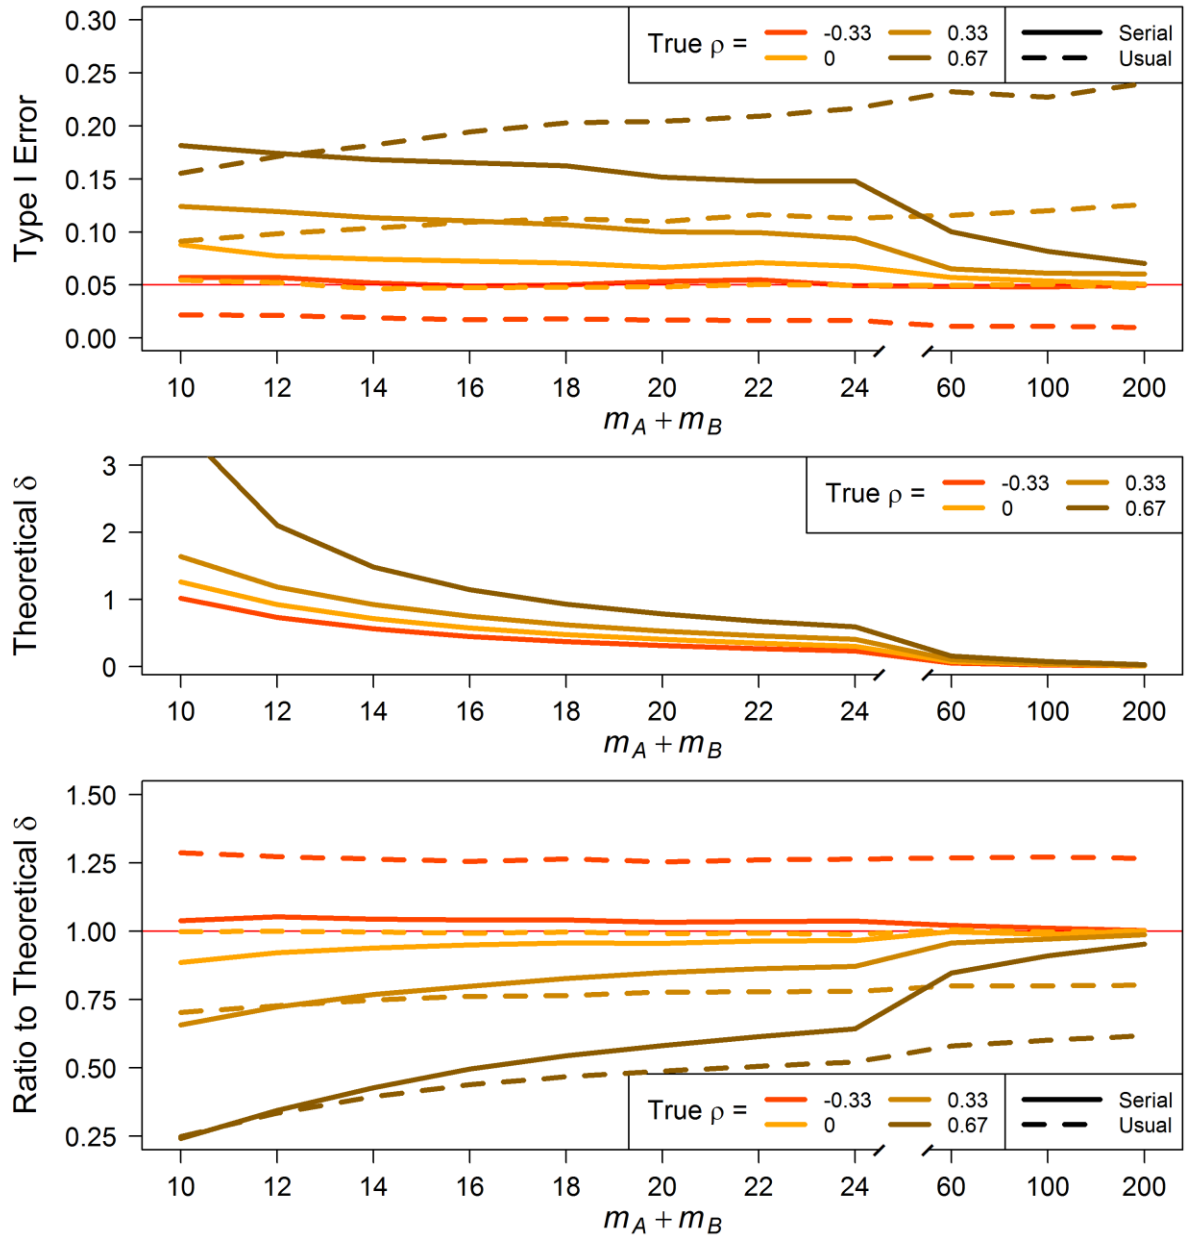 0.30
True ρ =
-0.33
0.33
Serial
0
0.67
Usual
0.25
0.20
0.15
0.10
0.05
0.00
Type I Error
10 12 14 16 18 20 22 24 60 100 200
m_A + m_B
3
2
1
0
Theoretical δ
True ρ =
-0.33
0.33
0
0.67
10 12 14 16 18 20 22 24 60 100 200
m_A + m_B
1.50
1.25
1.00
0.75
0.50
0.25
Ratio to Theoretical δ
True ρ =
-0.33
0.33
Serial
0
0.67
Usual
10 12 14 16 18 20 22 24 60 100 200
m_A + m_B